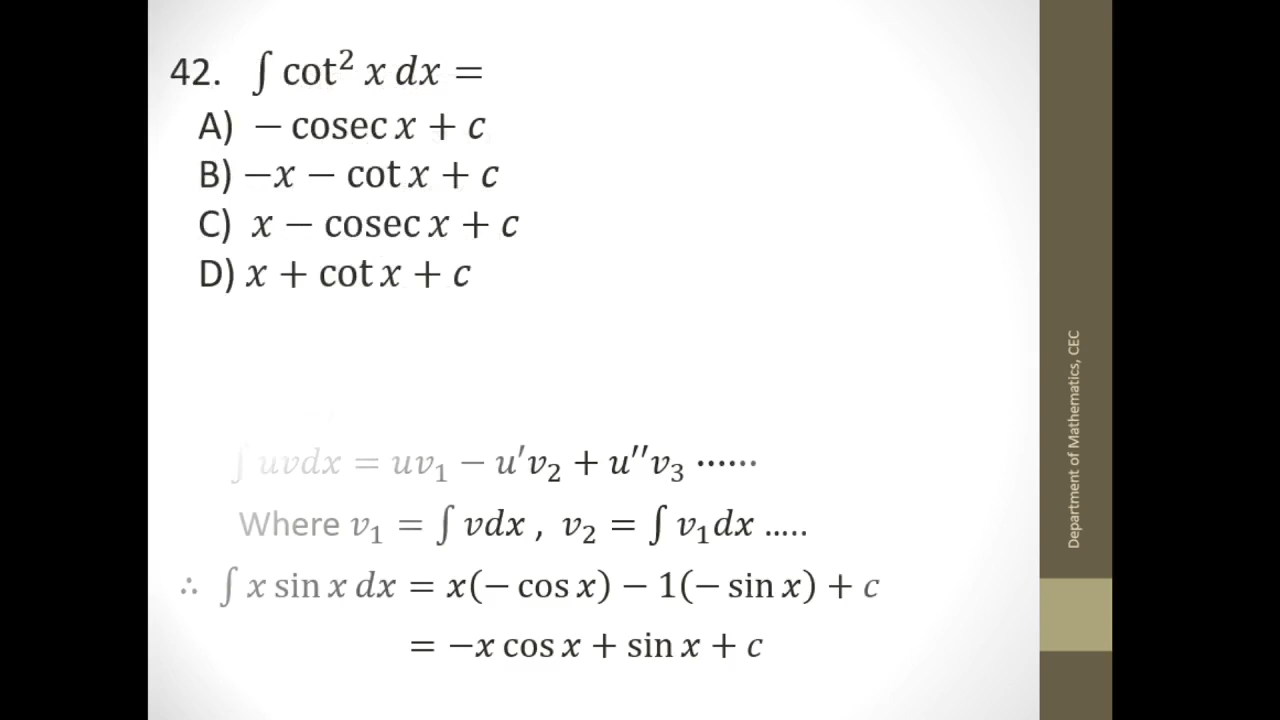 42. ∫ cot² x dx =
A) − cosec x + c
B) −x − cot x + c
C) x − cosec x + c
D) x + cot x + c
∫ uvdx = uv₁ − u′v₂ + u″v₃ ......
Where v₁ = ∫ vdx , v₂ = ∫ v₁dx .....
∴ ∫ x sin x dx = x(− cos x) − 1(− sin x) + c
= −x cos x + sin x + c
Department of Mathematics, CEC